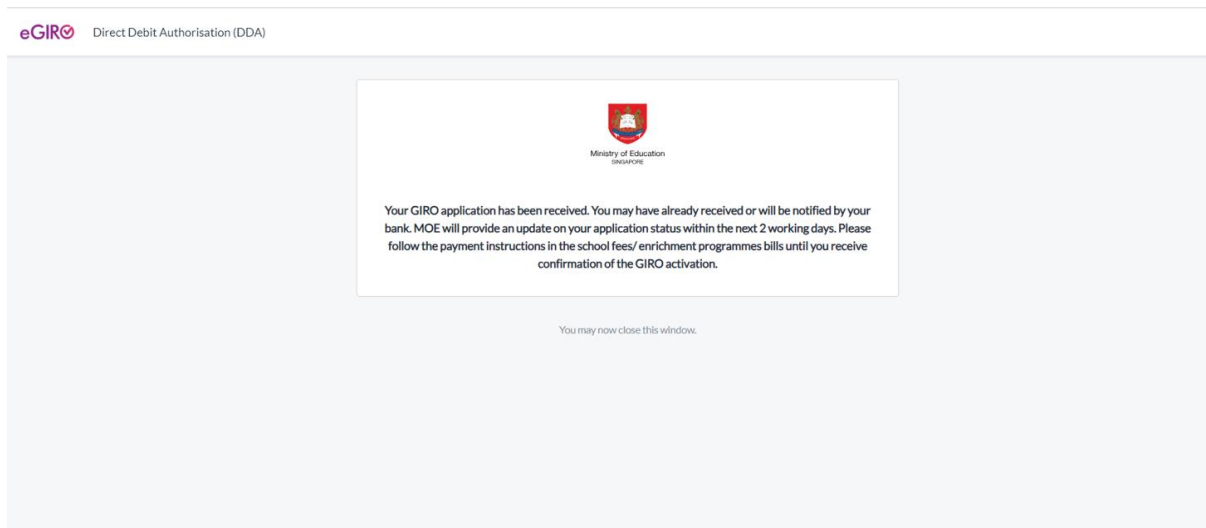 eGIRO Direct Debit Authorisation (DDA)
Ministry of Education
SINGAPORE
Your GIRO application has been received. You may have already received or will be notified by your
bank. MOE will provide an update on your application status within the next 2 working days. Please
follow the payment instructions in the school fees/ enrichment programmes bills until you receive
confirmation of the GIRO activation.
You may now close this window.